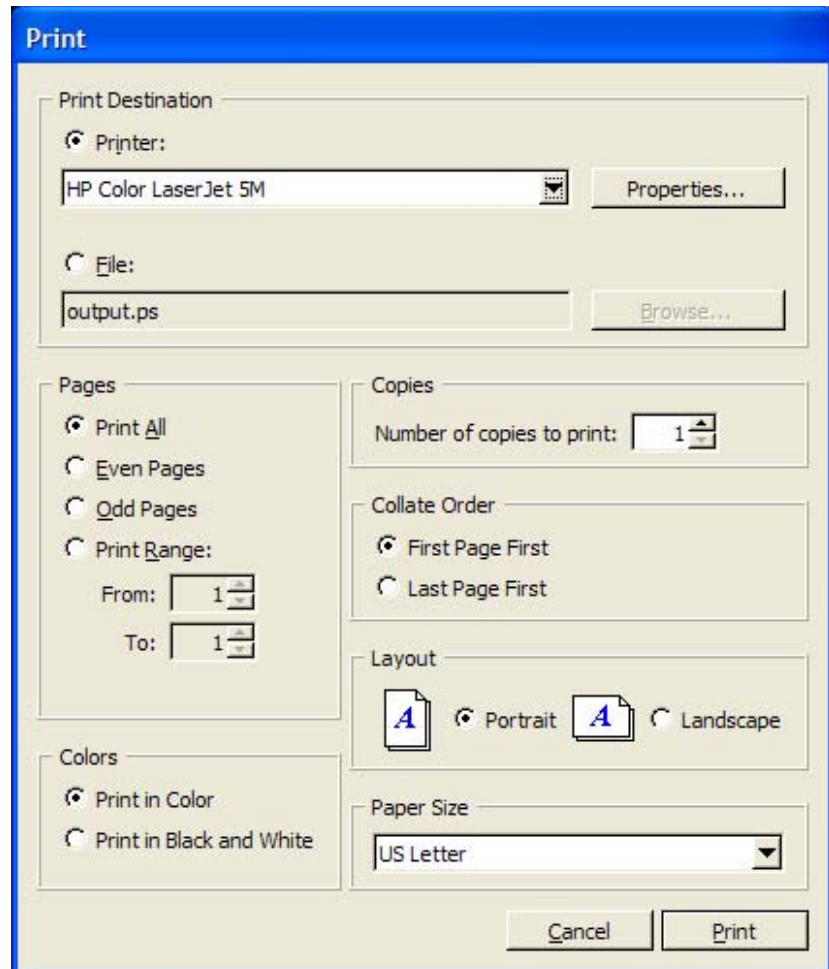 Print
Print Destination
Printer:
HP Color LaserJet 5M
Properties...
File:
output.ps
Browse...
Pages
Print All
Even Pages
Odd Pages
Print Range:
From: 1
To: 1
Copies
Number of copies to print: 1
Collate Order
First Page First
Last Page First
Layout
A Portrait A Landscape
Colors
Print in Color
Print in Black and White
Paper Size
US Letter
Cancel Print